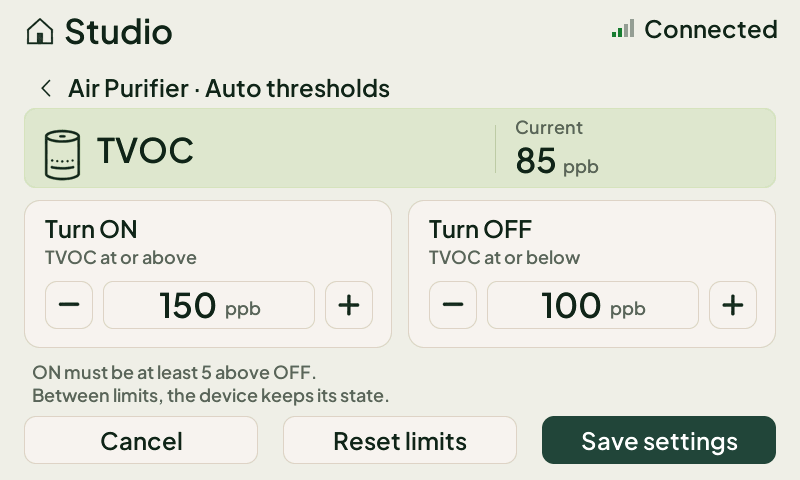 Studio
Connected
Air Purifier · Auto thresholds
TVOC
Current
85 ppb
Turn ON
TVOC at or above
150 ppb
Turn OFF
TVOC at or below
100 ppb
ON must be at least 5 above OFF.
Between limits, the device keeps its state.
Cancel
Reset limits
Save settings